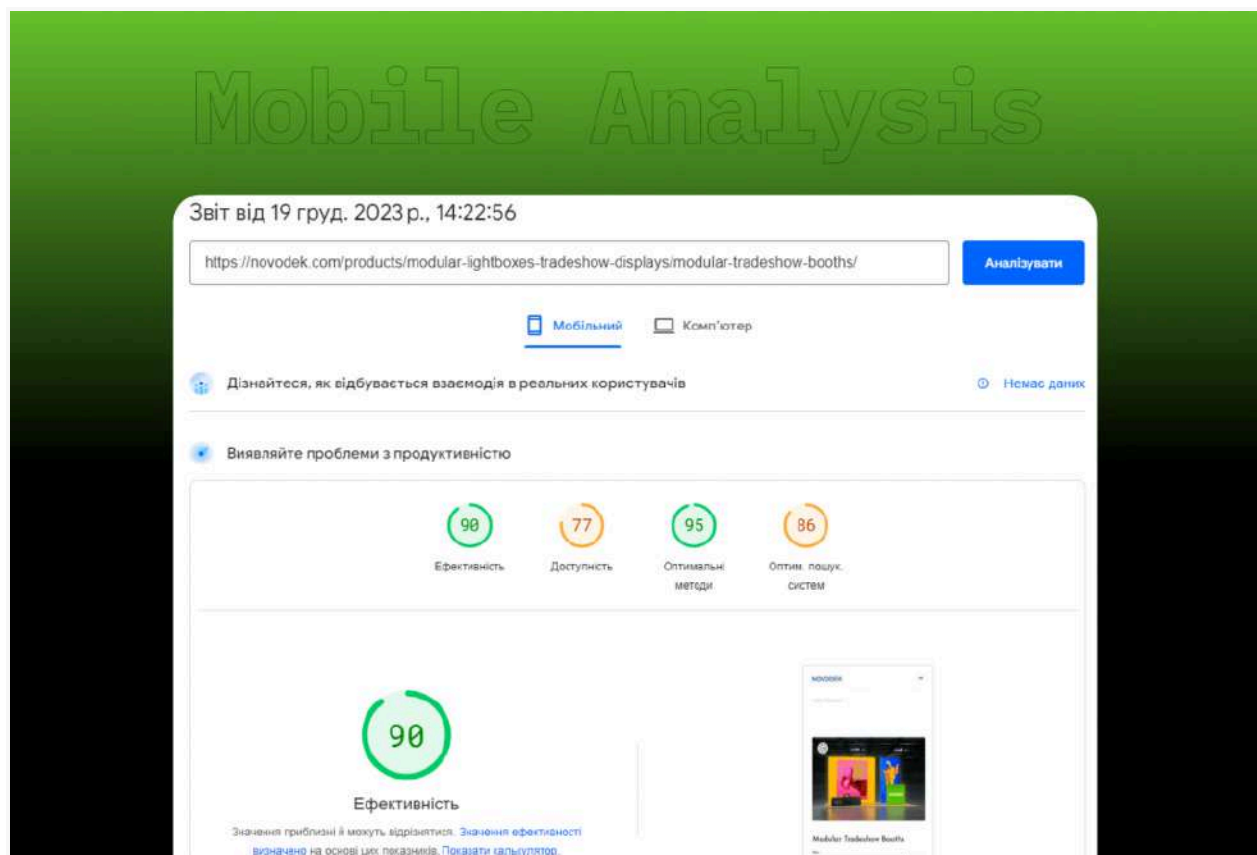 Mobile Analysis
Звіт від 19 груд. 2023 р., 14:22:56
https://novodek.com/products/modular-lightboxes-tradeshow-displays/modular-tradeshow-booths/
Аналізувати
Мобільний
Комп'ютер
Дізнайтеся, як відбувається взаємодія в реальних користувачів
Немає даних
Виявляйте проблеми з продуктивністю
90
77
95
86
Ефективність
Доступність
Оптимальні
методи
Оптим. пошук.
систем
NOVODEK
90
Ефективність
Значення приблизні й можуть відрізнятися. Значення ефективності
визначено на основі цих показників. Показати калькулятор.
Modular Tradeshow Booths